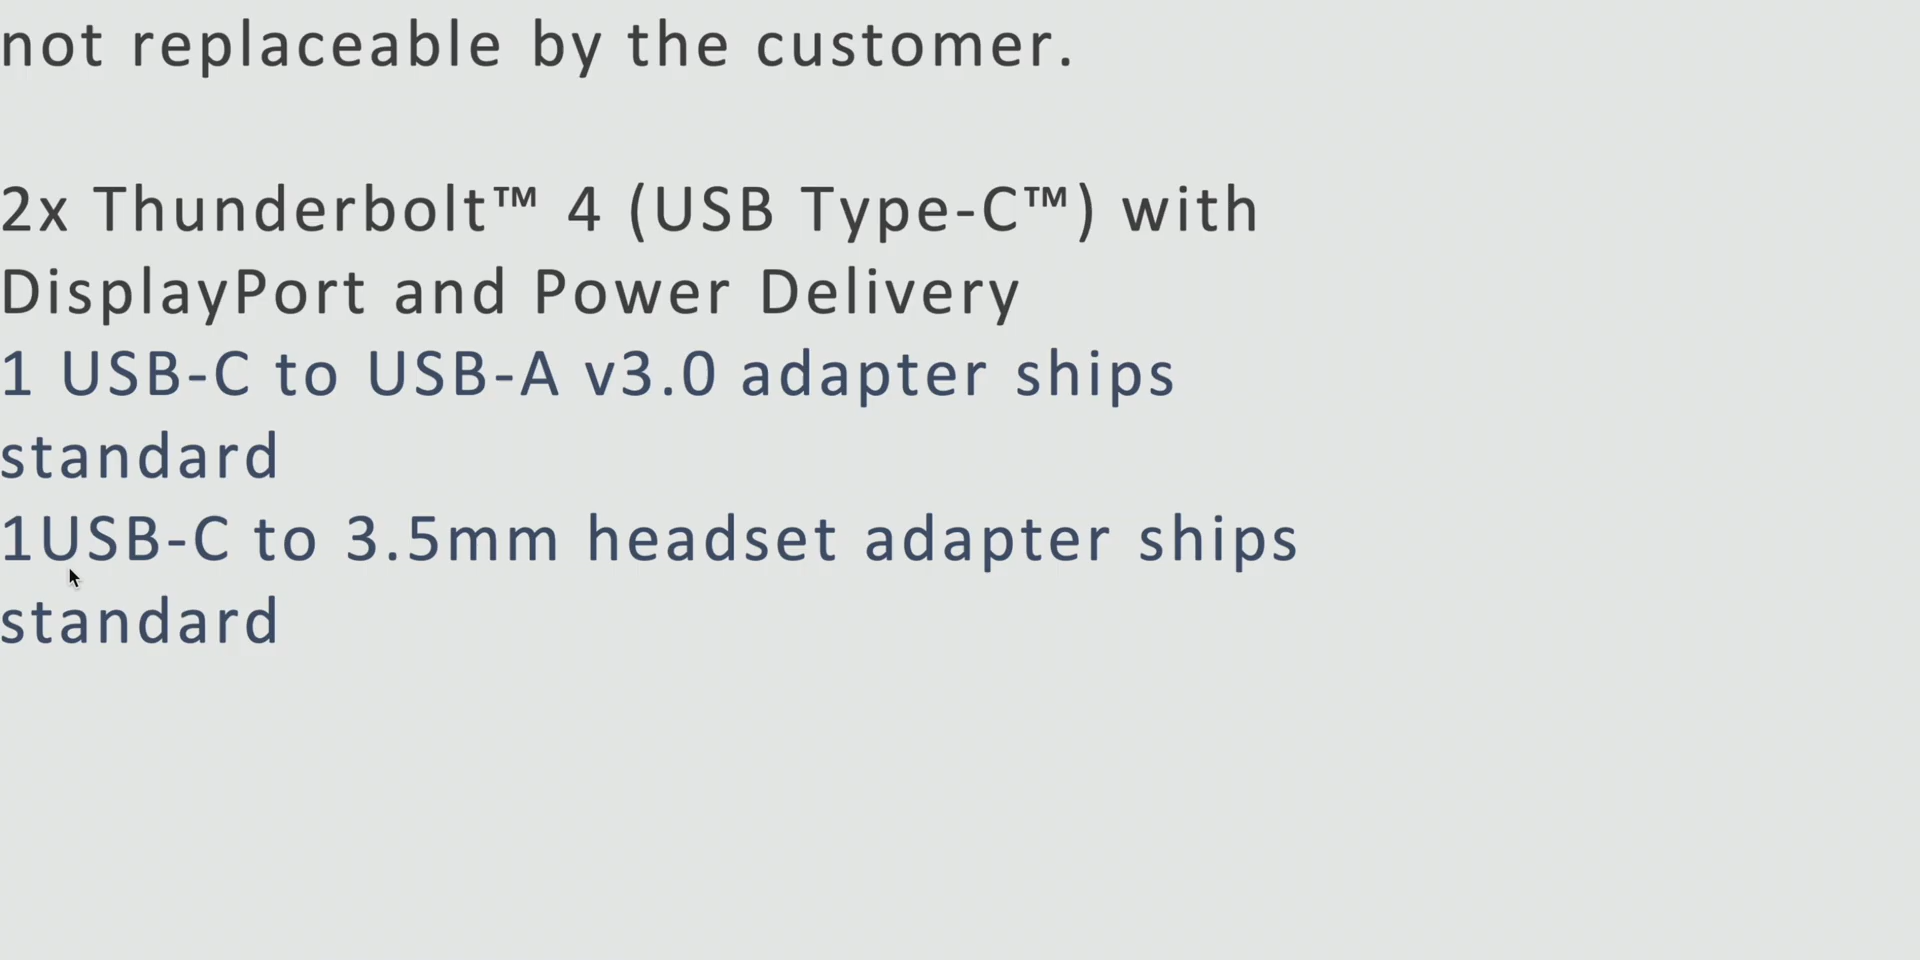 not replaceable by the customer.
2x Thunderbolt™ 4 (USB Type-C™) with
DisplayPort and Power Delivery
1 USB-C to USB-A v3.0 adapter ships
standard
1USB-C to 3.5mm headset adapter ships
standard